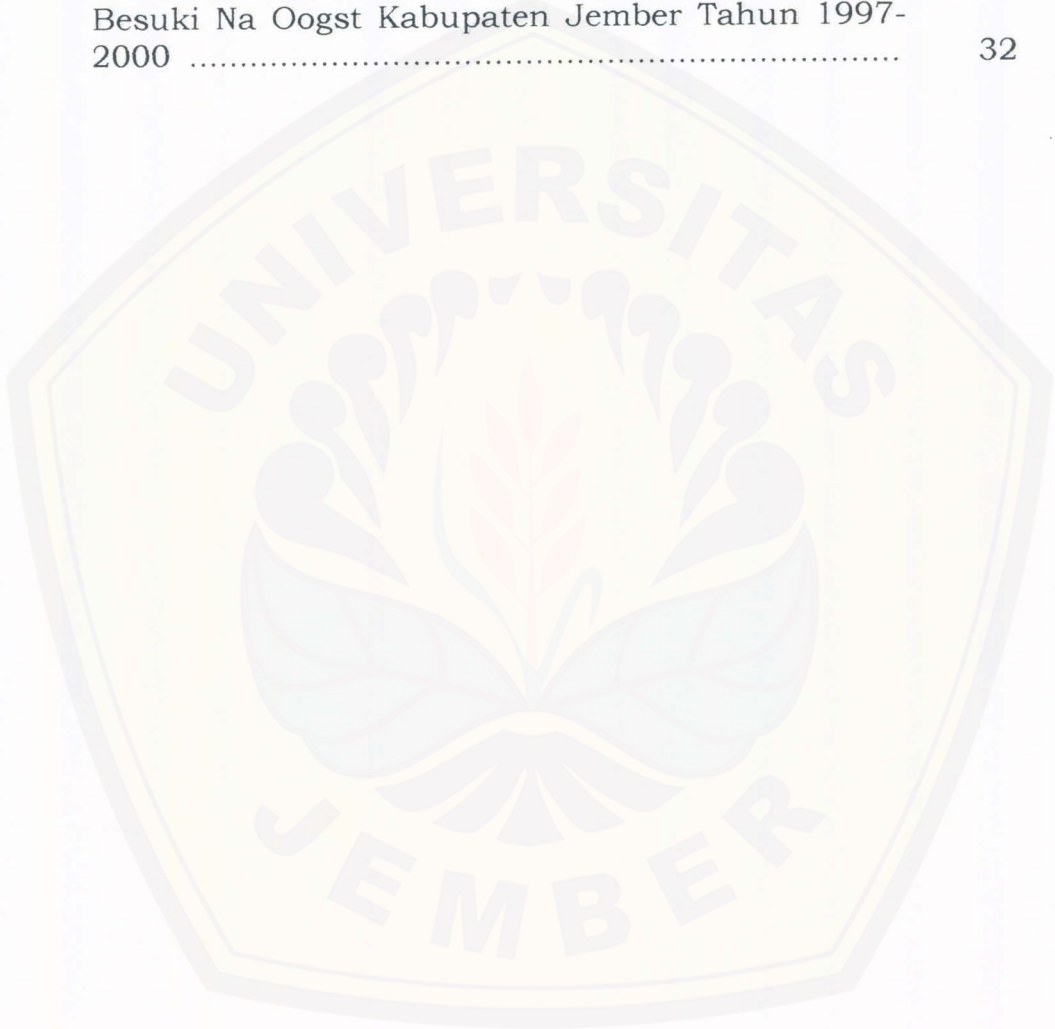 Besuki Na Oogst Kabupaten Jember Tahun 1997-
2000 ................................................................. 32
UNIVERSITAS
JEMBER